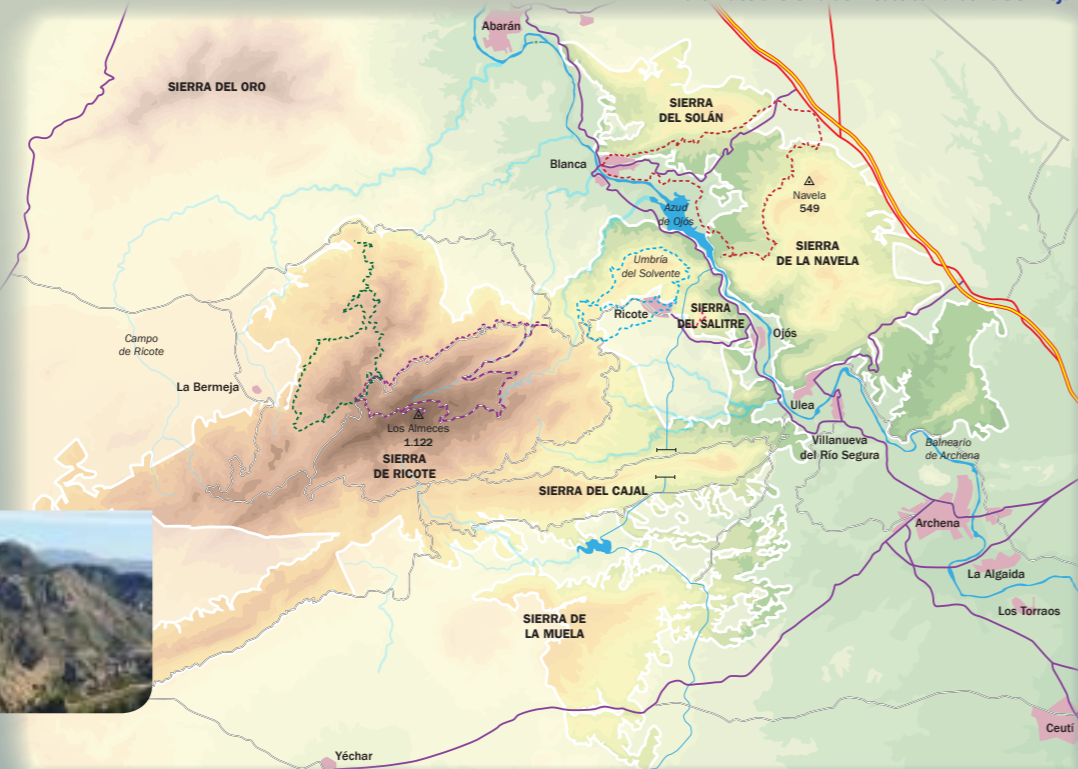 Abarán
SIERRA DEL ORO
SIERRA
DEL SOLÁN
Blanca
Navela
549
Azud
de Ojós
SIERRA
DE LA NAVELA
Umbría
del Solvente
Ricote
SIERRA
DEL SALITRE
Ojós
Campo
de Ricote
La Bermeja
Ulea
Los Almeces
1.122
SIERRA
DE RICOTE
Villanueva
del Río Segura
Balneario
de Archena
SIERRA DEL CAJAL
Archena
La Algaida
Los Torraos
SIERRA DE
LA MUELA
Ceutí
Yéchar